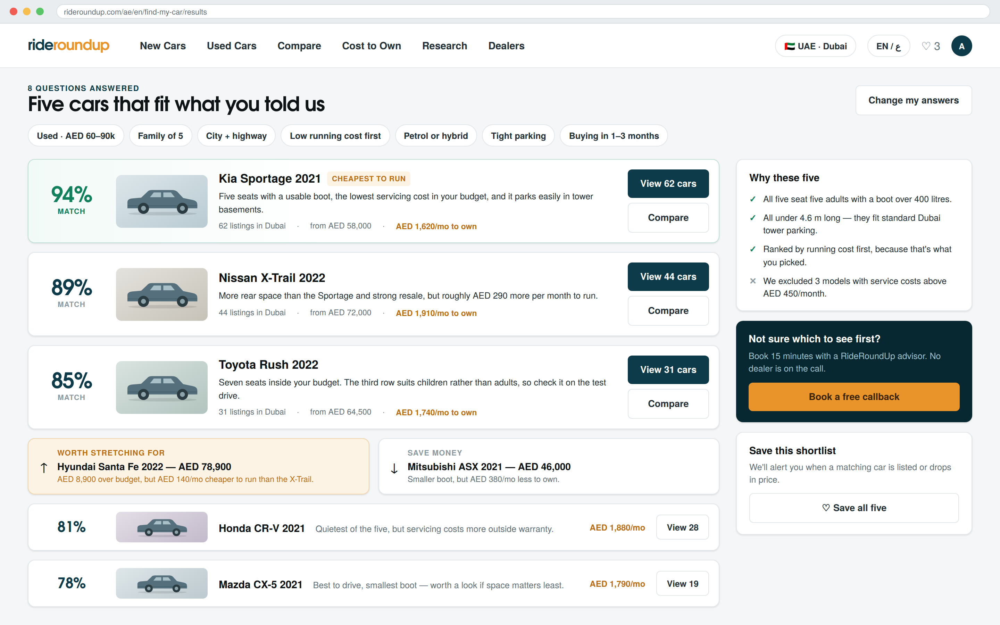 rideroundup.com/ae/en/find-my-car/results
rideroundup
New Cars
Used Cars
Compare
Cost to Own
Research
Dealers
🇦🇪 UAE · Dubai
EN / ع
♡ 3
A
8 QUESTIONS ANSWERED
Five cars that fit what you told us
Change my answers
Used · AED 60–90k
Family of 5
City + highway
Low running cost first
Petrol or hybrid
Tight parking
Buying in 1–3 months
94%
MATCH
Kia Sportage 2021
CHEAPEST TO RUN
Five seats with a usable boot, the lowest servicing cost in your budget, and it parks easily in tower
basements.
62 listings in Dubai · from AED 58,000 · AED 1,620/mo to own
View 62 cars
Compare
89%
MATCH
Nissan X-Trail 2022
More rear space than the Sportage and strong resale, but roughly AED 290 more per month to run.
44 listings in Dubai · from AED 72,000 · AED 1,910/mo to own
View 44 cars
Compare
85%
MATCH
Toyota Rush 2022
Seven seats inside your budget. The third row suits children rather than adults, so check it on the test
drive.
31 listings in Dubai · from AED 64,500 · AED 1,740/mo to own
View 31 cars
Compare
↑
WORTH STRETCHING FOR
Hyundai Santa Fe 2022 — AED 78,900
AED 8,900 over budget, but AED 140/mo cheaper to run than the X-Trail.
↓
SAVE MONEY
Mitsubishi ASX 2021 — AED 46,000
Smaller boot, but AED 380/mo less to own.
81%
Honda CR-V 2021
Quietest of the five, but servicing costs more outside warranty.
AED 1,880/mo
View 28
78%
Mazda CX-5 2021
Best to drive, smallest boot — worth a look if space matters least.
AED 1,790/mo
View 19
Why these five
✓ All five seat five adults with a boot over 400 litres.
✓ All under 4.6 m long — they fit standard Dubai
tower parking.
✓ Ranked by running cost first, because that's what
you picked.
✕ We excluded 3 models with service costs above
AED 450/month.
Not sure which to see first?
Book 15 minutes with a RideRoundUp advisor. No
dealer is on the call.
Book a free callback
Save this shortlist
We'll alert you when a matching car is listed or drops
in price.
♡ Save all five